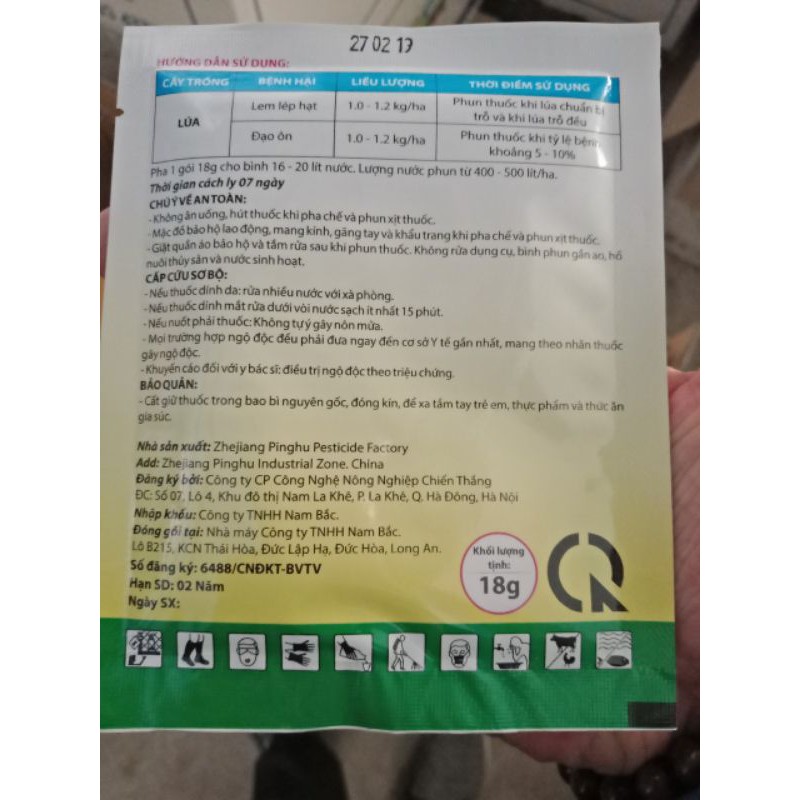 27 02 19
HƯỚNG DẪN SỬ DỤNG:
CÂY TRỒNG BỆNH HẠI LIỀU LƯỢNG THỜI ĐIỂM SỬ DỤNG
LÚA
Lem lép hạt 1.0 - 1.2 kg/ha Phun thuốc khi lúa chuẩn bị
trổ và khi lúa trổ đều
Đạo ôn 1.0 - 1.2 kg/ha Phun thuốc khi tỷ lệ bệnh
khoảng 5 - 10%
Pha 1 gói 18g cho bình 16 - 20 lít nước. Lượng nước phun từ 400 - 500 lít/ha.
Thời gian cách ly 07 ngày
CHÚ Ý VỀ AN TOÀN:
- Không ăn uống, hút thuốc khi pha chế và phun xịt thuốc.
- Mặc đồ bảo hộ lao động, mang kính, găng tay và khẩu trang khi pha chế và phun xịt thuốc.
- Giặt quần áo bảo hộ và tắm rửa sau khi phun thuốc. Không rửa dụng cụ, bình phun gần ao, hồ
nuôi thủy sản và nước sinh hoạt.
CẤP CỨU SƠ BỘ:
- Nếu thuốc dính da: rửa nhiều nước với xà phòng.
- Nếu thuốc dính mắt rửa dưới vòi nước sạch ít nhất 15 phút.
- Nếu nuốt phải thuốc: Không tự ý gây nôn mửa.
- Mọi trường hợp ngộ độc đều phải đưa ngay đến cơ sở Y tế gần nhất, mang theo nhãn thuốc
gây ngộ độc.
- Khuyến cáo đối với y bác sĩ: điều trị ngộ độc theo triệu chứng.
BẢO QUẢN:
- Cất giữ thuốc trong bao bì nguyên gốc, đóng kín, để xa tầm tay trẻ em, thực phẩm và thức ăn
gia súc.
Nhà sản xuất: Zhejiang Pinghu Pesticide Factory
Add: Zhejiang Pinghu Industrial Zone. China
Đăng ký bởi: Công ty CP Công Nghệ Nông Nghiệp Chiến Thắng
ĐC: Số 07, Lô 4, Khu đô thị Nam La Khê, P. La Khê, Q. Hà Đông, Hà Nội
Nhập khẩu: Công ty TNHH Nam Bắc.
Đóng gói tại: Nhà máy Công ty TNHH Nam Bắc.
Lô B215, KCN Thái Hòa, Đức Lập Hạ, Đức Hòa, Long An.
Số đăng ký: 6488/CNĐKT-BVTV
Hạn SD: 02 Năm
Ngày SX:
Khối lượng
tịnh:
18g